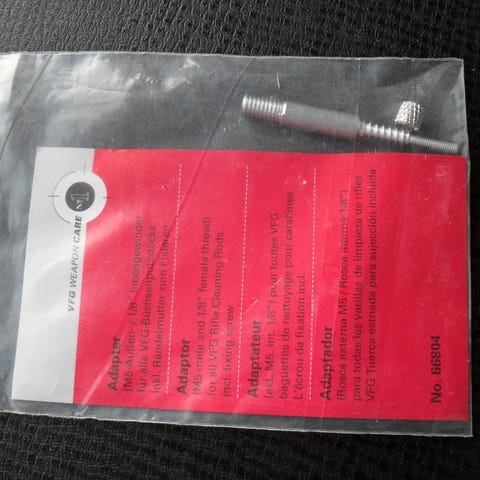 VFG WEAPON CARE
No 1
Adapter
(M5 Außen- / 1/8" Innengewinde)
für alle VFG-Büchsenputzstöcke
inkl. Rändelmutter zum Fixieren
Adaptor
(M5 male and 1/8" female thread)
for all VFG Rifle Cleaning Rods
incl. fixing screw
Adaptateur
(ext. M5, int. 1/8") pour toutes VFG
baguettes de nettoyage pour carabines
L'écrou de fixation incl.
Adaptador
(Rosca externa M5 / Rosca interna 1/8")
para todas las varillas de limpieza de rifles
VFG Tuerca estriada para sujección incluida
No. 66804